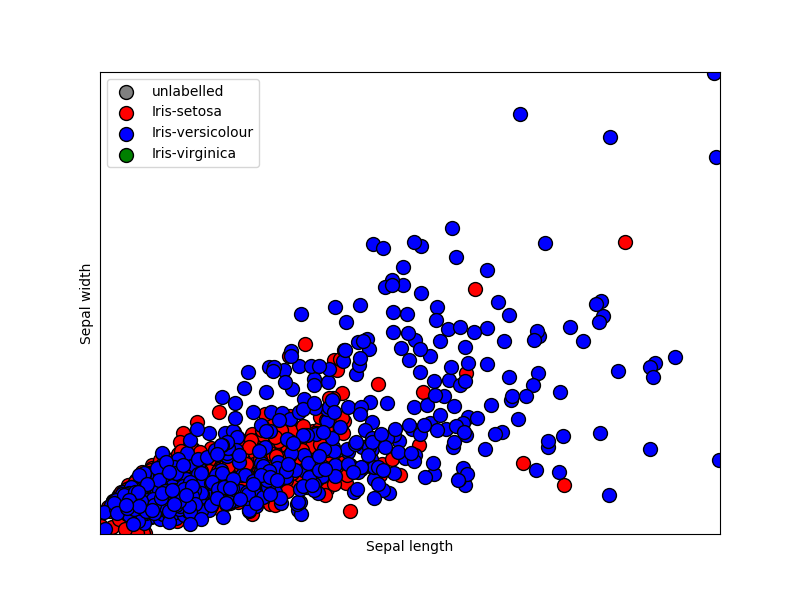 unlabelled
Iris-setosa
Iris-versicolour
Iris-virginica
Sepal width
Sepal length